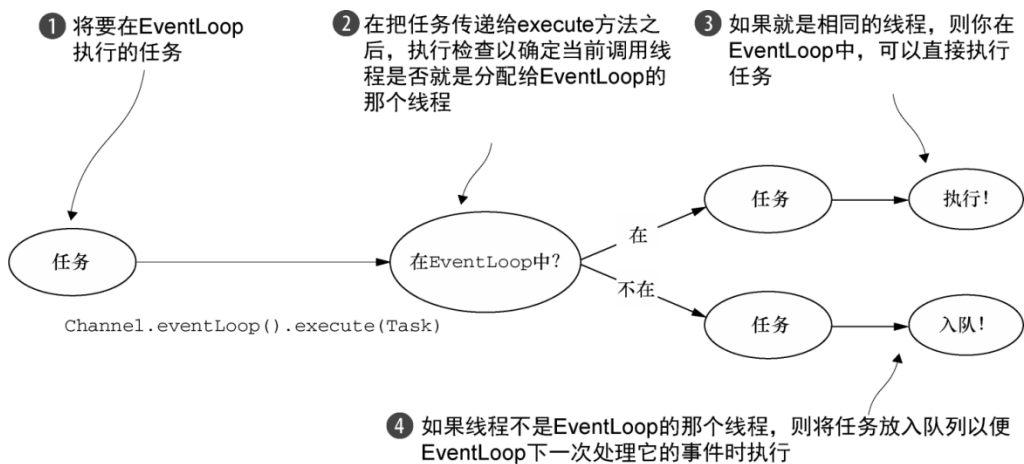 1 将要在EventLoop
执行的任务
2 在把任务传递给execute方法之
后，执行检查以确定当前调用线
程是否就是分配给EventLoop的
那个线程
3 如果就是相同的线程，则你在
EventLoop中，可以直接执行
任务
任务
在EventLoop中?
在
任务
执行!
不在
任务
入队!
Channel.eventLoop().execute(Task)
4 如果线程不是EventLoop的那个线程，则将任务放入队列以便
EventLoop下一次处理它的事件时执行